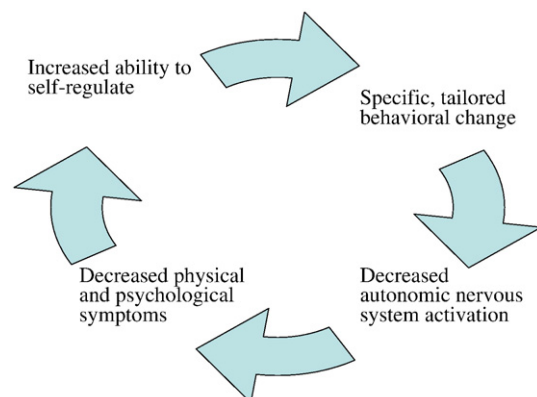 Increased ability to
self-regulate
Specific, tailored
behavioral change
Decreased
autonomic nervous
system activation
Decreased physical
and psychological
symptoms